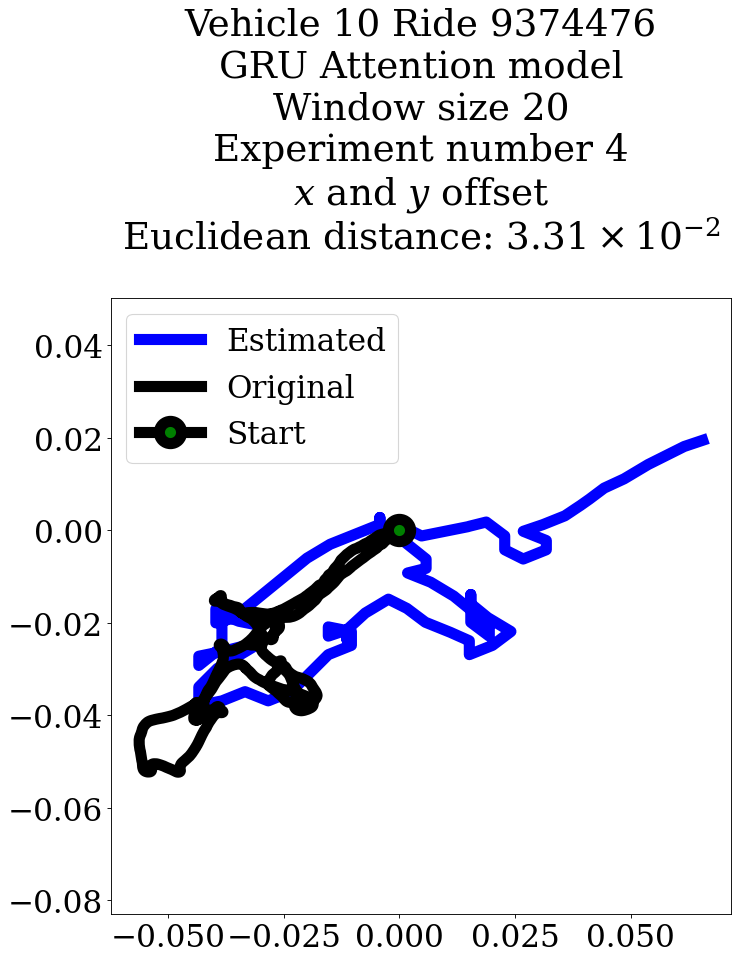 Vehicle 10 Ride 9374476
GRU Attention model
Window size 20
Experiment number 4
x and y offset
Euclidean distance: 3.31 × 10⁻²
Estimated
Original
Start
0.04
0.02
0.00
−0.02
−0.04
−0.06
−0.08
−0.050 −0.025 0.000 0.025 0.050